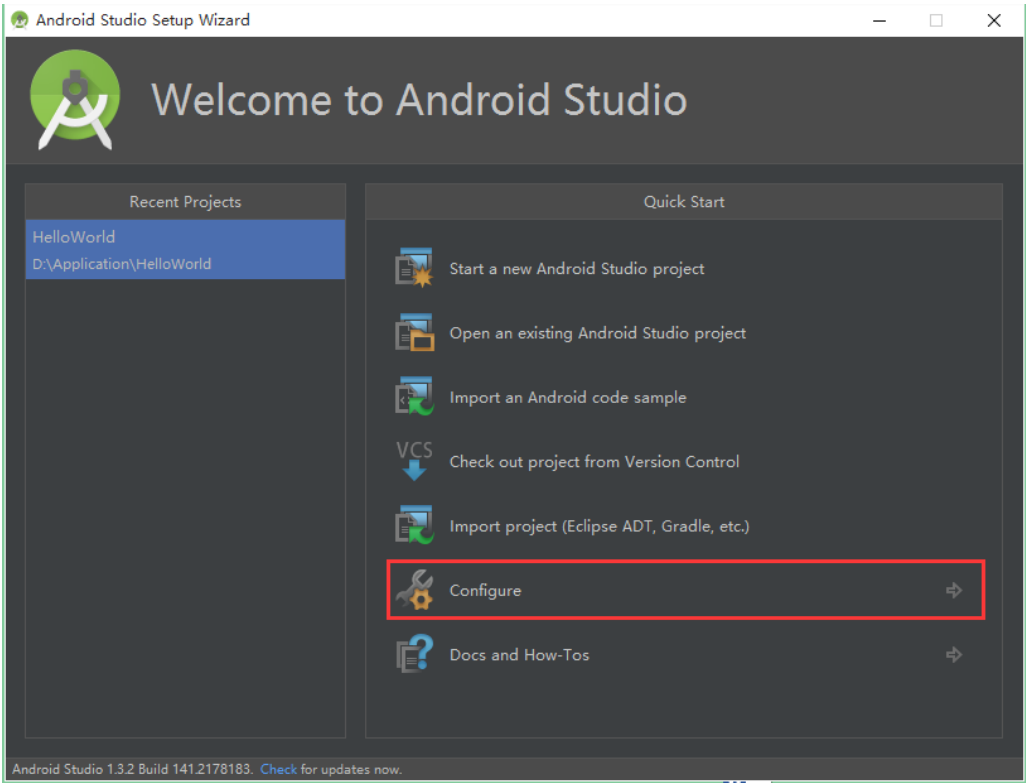 Android Studio Setup Wizard
Welcome to Android Studio
Recent Projects
HelloWorld
D:\Application\HelloWorld
Quick Start
Start a new Android Studio project
Open an existing Android Studio project
Import an Android code sample
VCS
Check out project from Version Control
Import project (Eclipse ADT, Gradle, etc.)
Configure
Docs and How-Tos
Android Studio 1.3.2 Build 141.2178183. Check for updates now.